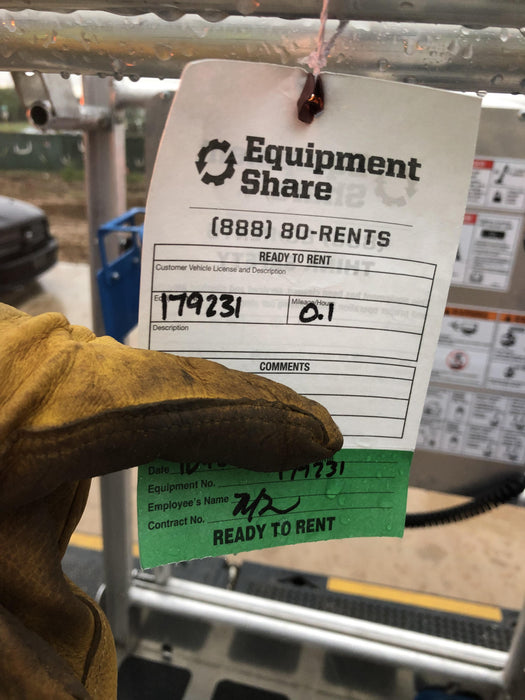 Equipment
Share
(888) 80-RENTS
READY TO RENT
Customer Vehicle License and Description
179231 Mileage/Hours 0.1
Description
COMMENTS
Date
Equipment No. 179231
Employee's Name
Contract No.
READY TO RENT